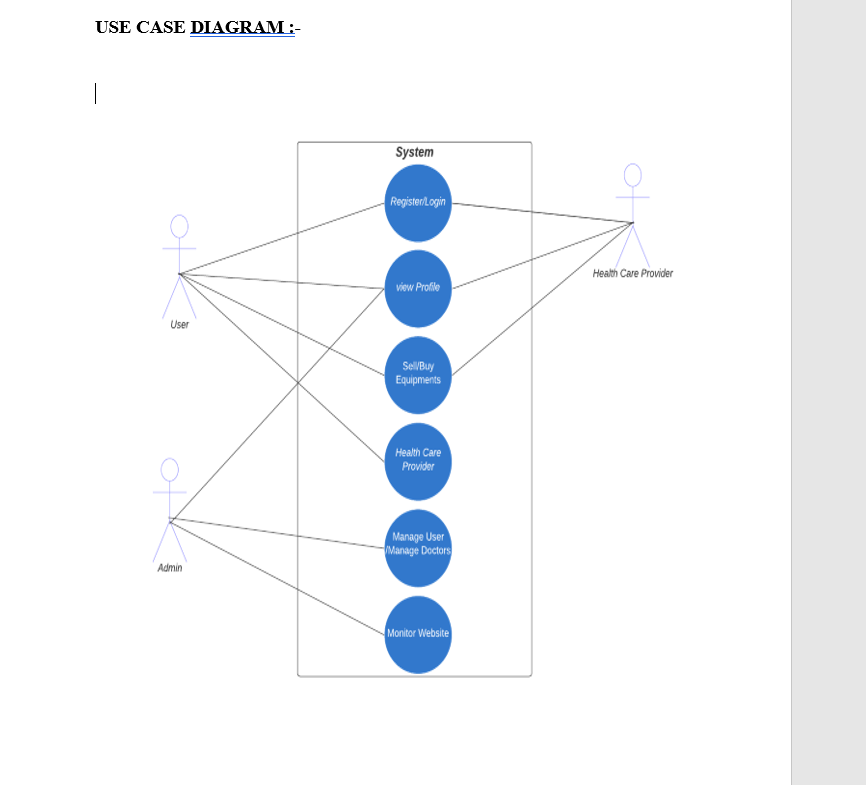 USE CASE DIAGRAM :-
System
Register/Login
view Profile
Health Care Provider
User
Sell/Buy
Equipments
Health Care
Provider
Manage User
/Manage Doctors
Admin
Monitor Website